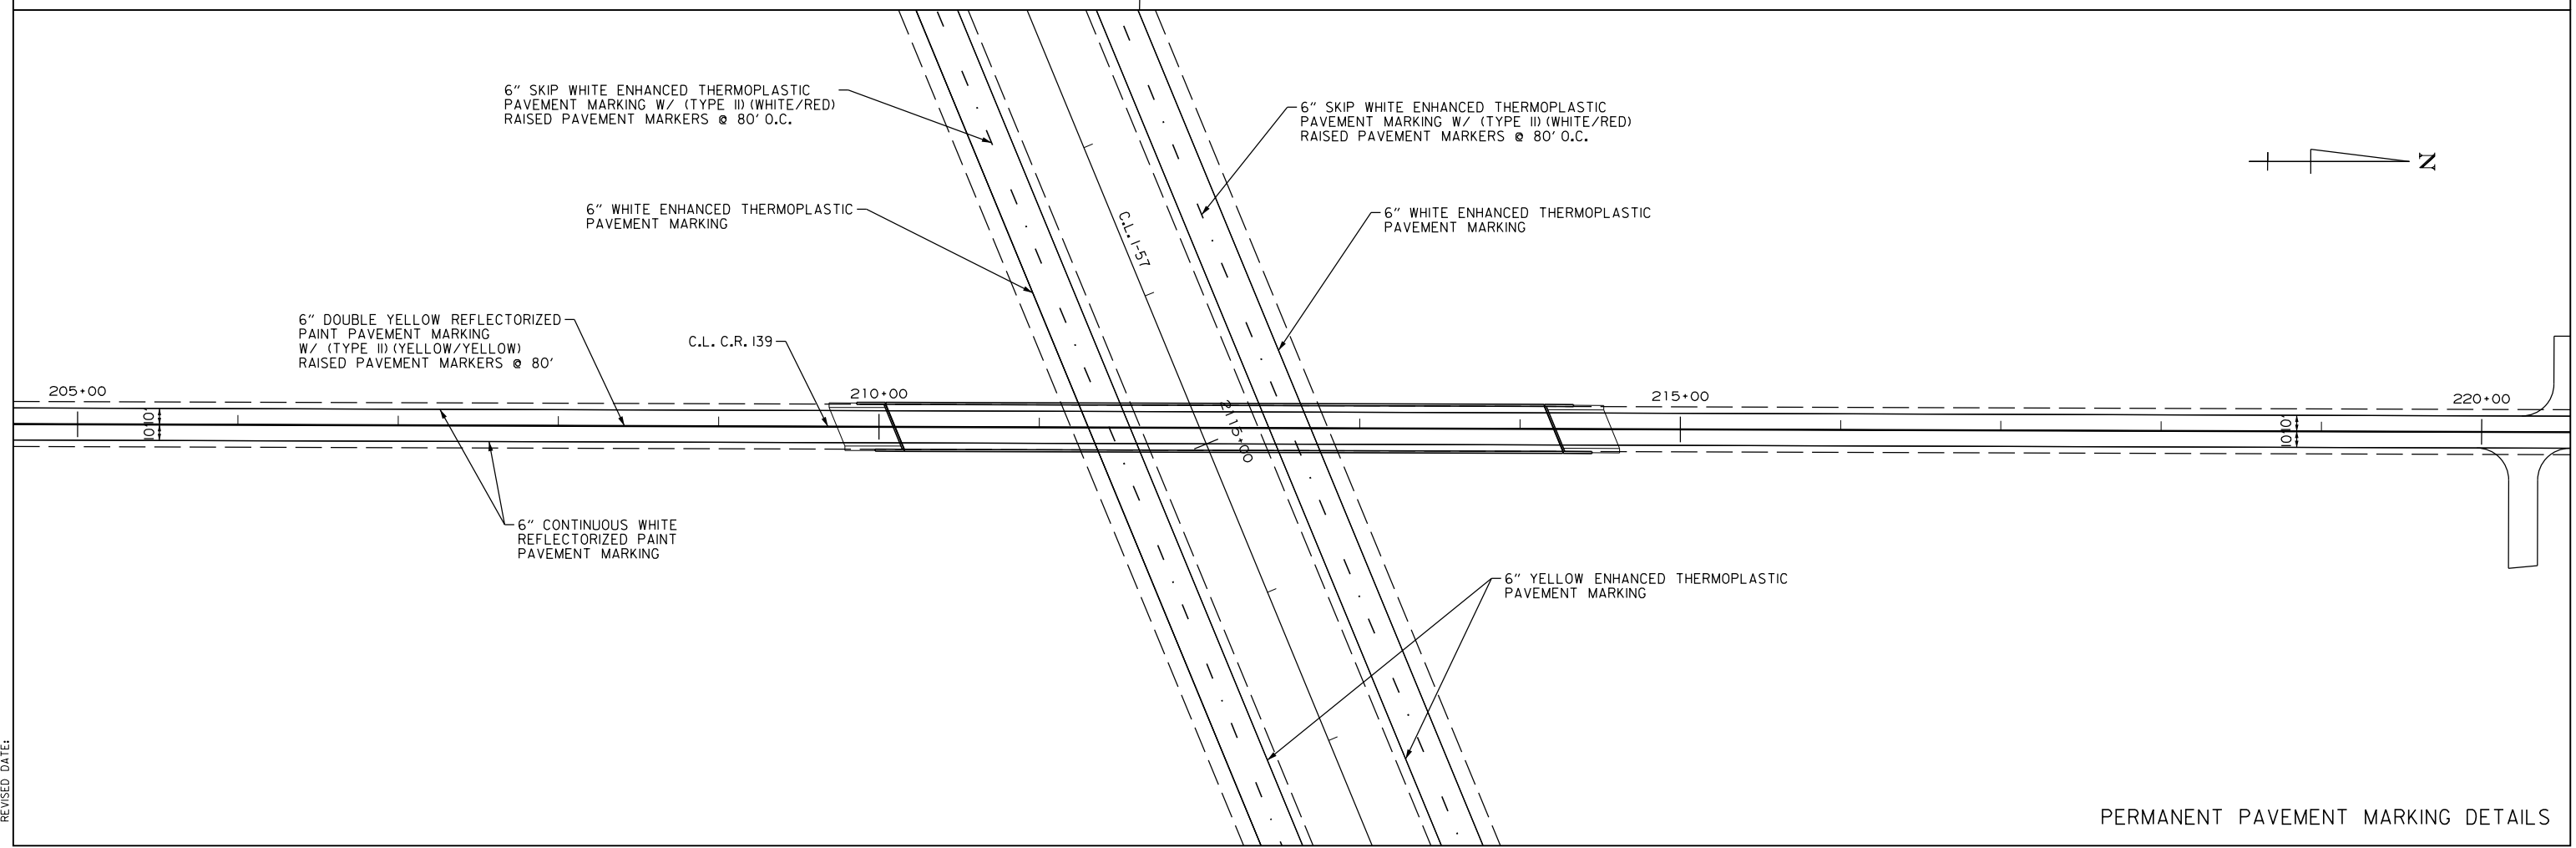 6" SKIP WHITE ENHANCED THERMOPLASTIC
PAVEMENT MARKING W/ (TYPE II) (WHITE/RED)
RAISED PAVEMENT MARKERS @ 80' O.C.
6" SKIP WHITE ENHANCED THERMOPLASTIC
PAVEMENT MARKING W/ (TYPE II) (WHITE/RED)
RAISED PAVEMENT MARKERS @ 80' O.C.
N
6" WHITE ENHANCED THERMOPLASTIC
PAVEMENT MARKING
C.L. I-57
6" WHITE ENHANCED THERMOPLASTIC
PAVEMENT MARKING
6" DOUBLE YELLOW REFLECTORIZED
PAINT PAVEMENT MARKING
W/ (TYPE II) (YELLOW/YELLOW)
RAISED PAVEMENT MARKERS @ 80'
C.L. C.R. 139
205+00
210+00
215+00
220+00
10'
10'
2115+00
10'
10'
6" CONTINUOUS WHITE
REFLECTORIZED PAINT
PAVEMENT MARKING
6" YELLOW ENHANCED THERMOPLASTIC
PAVEMENT MARKING
REVISED DATE:
PERMANENT PAVEMENT MARKING DETAILS